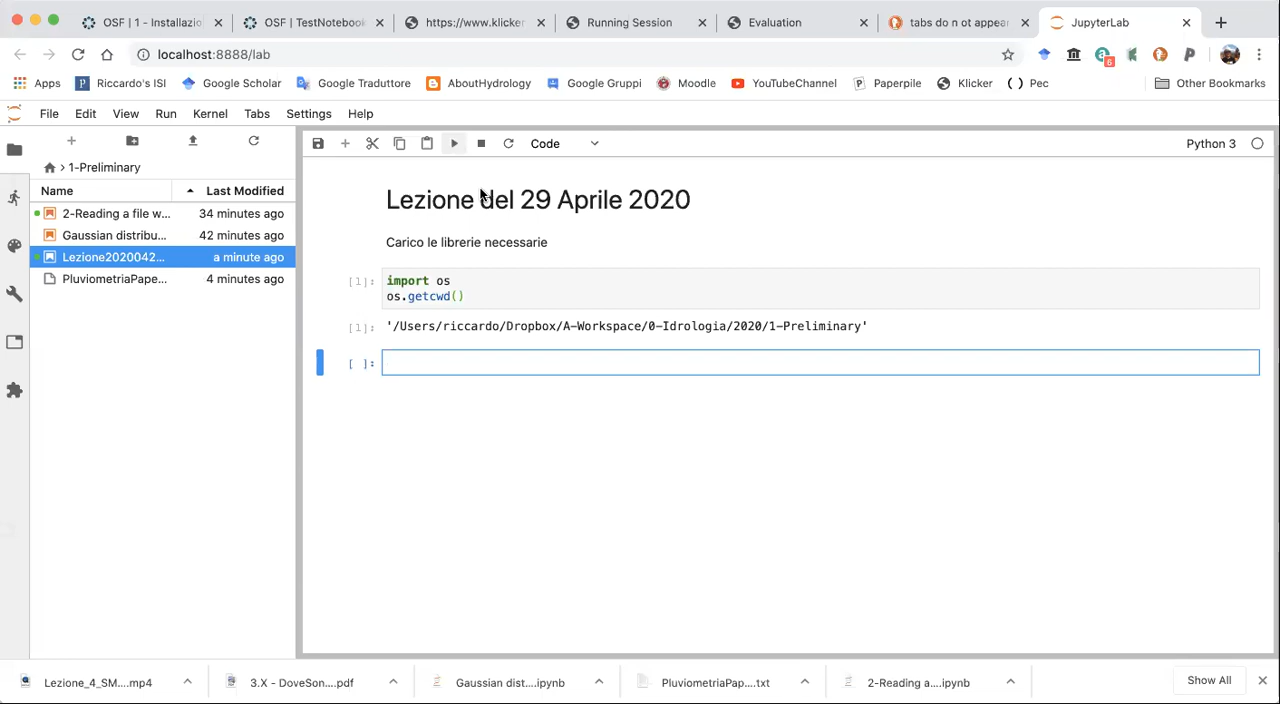 OSF | 1 - Installazio
OSF | TestNotebook
https://www.klicker
Running Session
Evaluation
tabs do n ot appear
JupyterLab
localhost:8888/lab
6
Apps
Riccardo's ISI
Google Scholar
Google Traduttore
AboutHydrology
Google Gruppi
Moodle
YouTubeChannel
Paperpile
Klicker
Pec
Other Bookmarks
File
Edit
View
Run
Kernel
Tabs
Settings
Help
Code
Python 3
1-Preliminary
Name
Last Modified
2-Reading a file w...
34 minutes ago
Gaussian distribu...
42 minutes ago
Lezione2020042...
a minute ago
PluviometriaPape...
4 minutes ago
Lezione del 29 Aprile 2020
Carico le librerie necessarie
[1]: import os
os.getcwd()
[1]: '/Users/riccardo/Dropbox/A-Workspace/0-Idrologia/2020/1-Preliminary'
[ ]:
Lezione_4_SM....mp4
3.X - DoveSon....pdf
Gaussian dist....ipynb
PluviometriaPap....txt
2-Reading a....ipynb
Show All